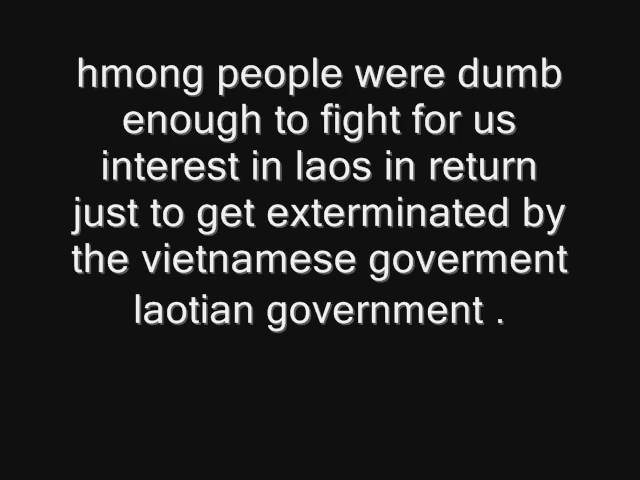 hmong people were dumb
enough to fight for us
interest in laos in return
just to get exterminated by
the vietnamese goverment
laotian government .